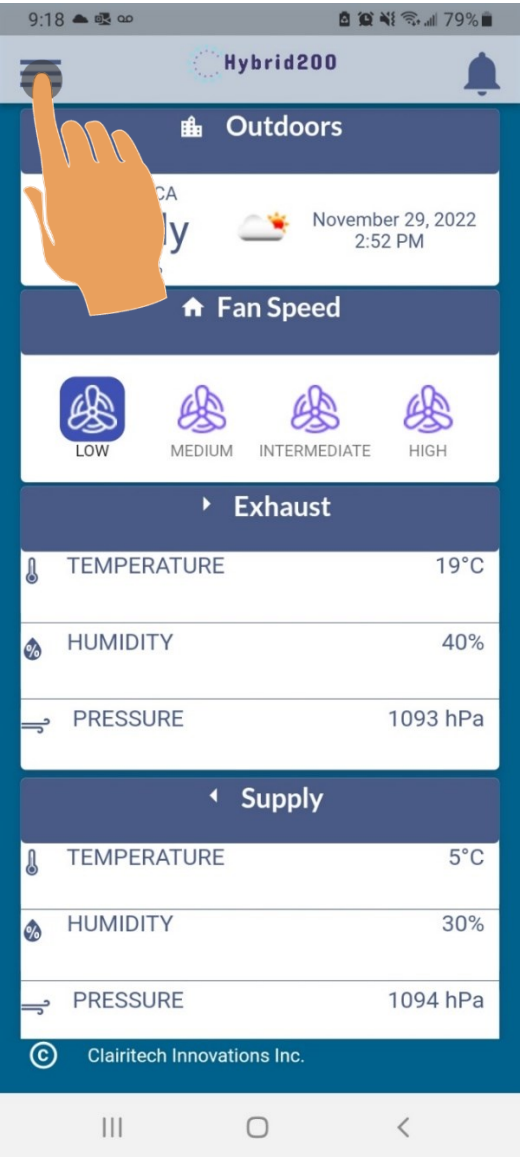 9:18 79%
Hybrid200
Outdoors
CA
November 29, 2022
2:52 PM
Fan Speed
LOW MEDIUM INTERMEDIATE HIGH
Exhaust
TEMPERATURE 19°C
% HUMIDITY 40%
PRESSURE 1093 hPa
Supply
TEMPERATURE 5°C
% HUMIDITY 30%
PRESSURE 1094 hPa
© Clairitech Innovations Inc.